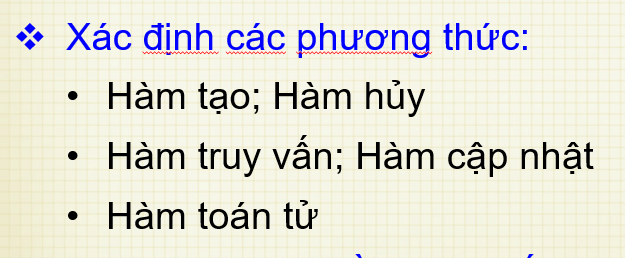 ❖ Xác định các phương thức:
• Hàm tạo; Hàm hủy
• Hàm truy vấn; Hàm cập nhật
• Hàm toán tử